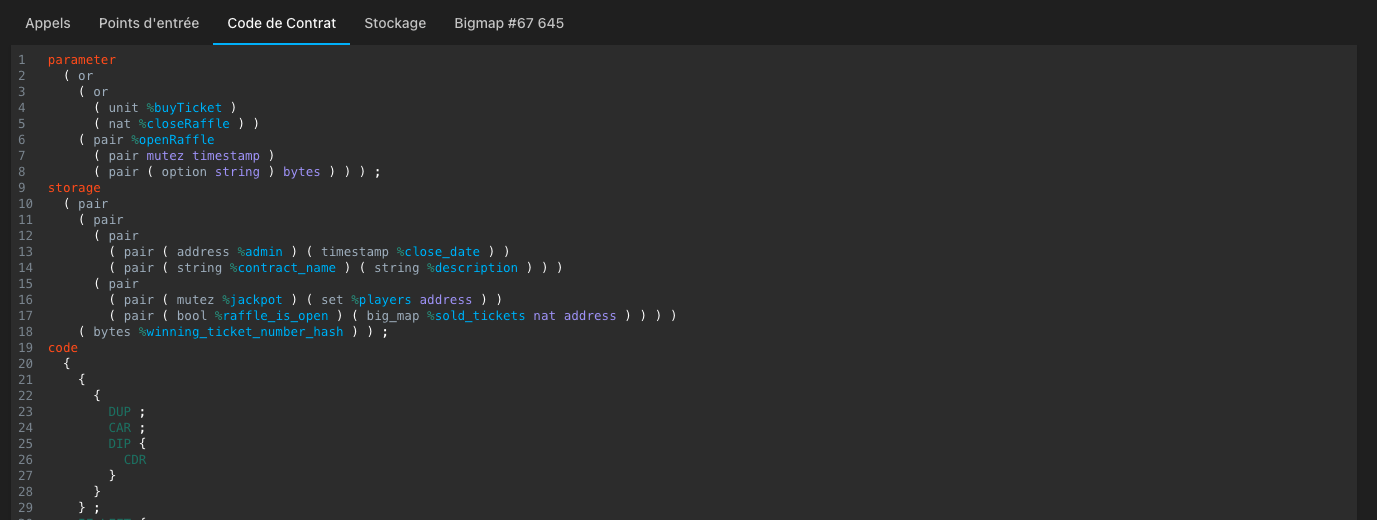 Appels Points d'entrée Code de Contrat Stockage Bigmap #67 645
1 parameter
2 ( or
3 ( or
4 ( unit %buyTicket )
5 ( nat %closeRaffle ) )
6 ( pair %openRaffle
7 ( pair mutez timestamp )
8 ( pair ( option string ) bytes ) ) ) ;
9 storage
10 ( pair
11 ( pair
12 ( pair
13 ( pair ( address %admin ) ( timestamp %close_date ) )
14 ( pair ( string %contract_name ) ( string %description ) ) )
15 ( pair
16 ( pair ( mutez %jackpot ) ( set %players address ) )
17 ( pair ( bool %raffle_is_open ) ( big_map %sold_tickets nat address ) ) ) )
18 ( bytes %winning_ticket_number_hash ) ) ;
19 code
20 {
21 {
22 {
23 DUP ;
24 CAR ;
25 DIP {
26 CDR
27 }
28 }
29 } ;